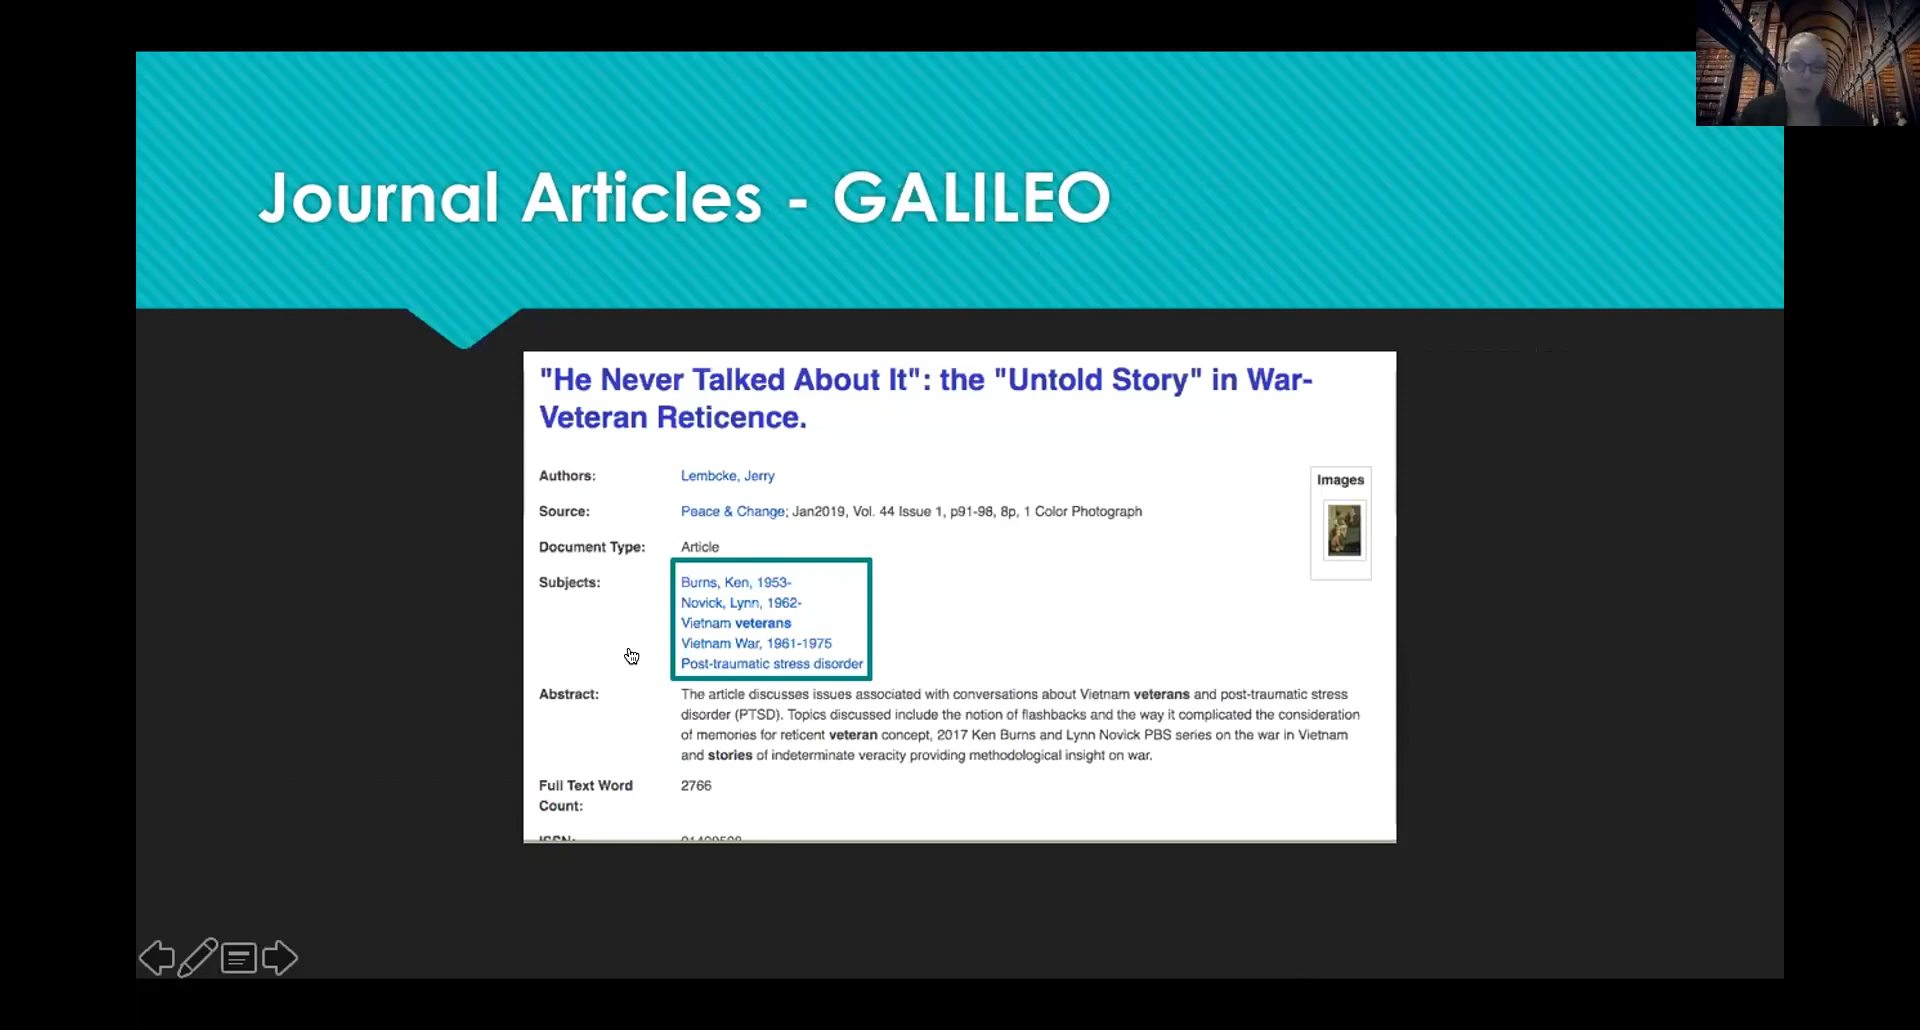 Journal Articles - GALILEO
"He Never Talked About It": the "Untold Story" in War-
Veteran Reticence.
Authors: Lembcke, Jerry
Images
Source: Peace & Change; Jan2019, Vol. 44 Issue 1, p91-98, 8p, 1 Color Photograph
Document Type: Article
Subjects: Burns, Ken, 1953-
Novick, Lynn, 1962-
Vietnam veterans
Vietnam War, 1961-1975
Post-traumatic stress disorder
Abstract: The article discusses issues associated with conversations about Vietnam veterans and post-traumatic stress
disorder (PTSD). Topics discussed include the notion of flashbacks and the way it complicated the consideration
of memories for reticent veteran concept, 2017 Ken Burns and Lynn Novick PBS series on the war in Vietnam
and stories of indeterminate veracity providing methodological insight on war.
Full Text Word 2766
Count:
ISSN: